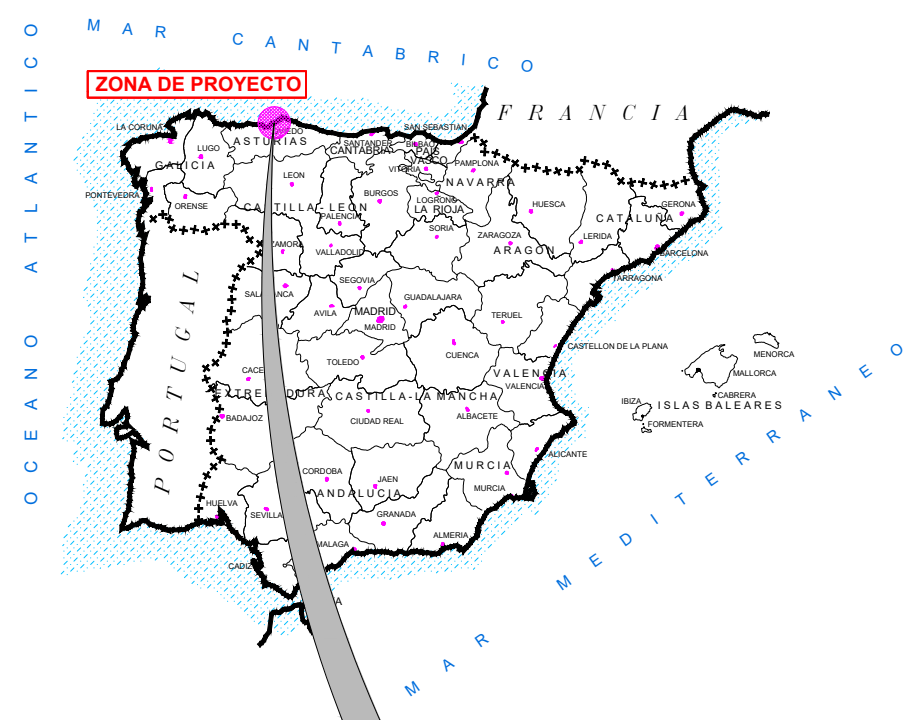 MAR CANTABRICO
OCEANO ATLANTICO
ZONA DE PROYECTO
FRANCIA
LA CORUÑA
LUGO
GALICIA
PONTEVEDRA
ORENSE
ASTURIAS
SANTANDER
CANTABRIA
SAN SEBASTIAN
BILBAO
PAIS
VASCO
VITORIA
PAMPLONA
NAVARRA
LOGROÑO
LA RIOJA
LEON
BURGOS
PALENCIA
ZAMORA
VALLADOLID
SORIA
SEGOVIA
AVILA
HUESCA
ZARAGOZA
ARAGON
TERUEL
CATALUÑA
GERONA
LERIDA
BARCELONA
TARRAGONA
GUADALAJARA
MADRID
MADRID
TOLEDO
CUENCA
CASTELLON DE LA PLANA
VALENCIA
VALENCIA
CASTILLA-LA MANCHA
CIUDAD REAL
ALBACETE
BADAJOZ
PORTUGAL
MENORCA
MALLORCA
CABRERA
IBIZA
ISLAS BALEARES
FORMENTERA
ALICANTE
MURCIA
MURCIA
CORDOBA
JAEN
ANDALUCIA
HUELVA
SEVILLA
GRANADA
ALMERIA
MALAGA
CADIZ
MAR MEDITERRANEO